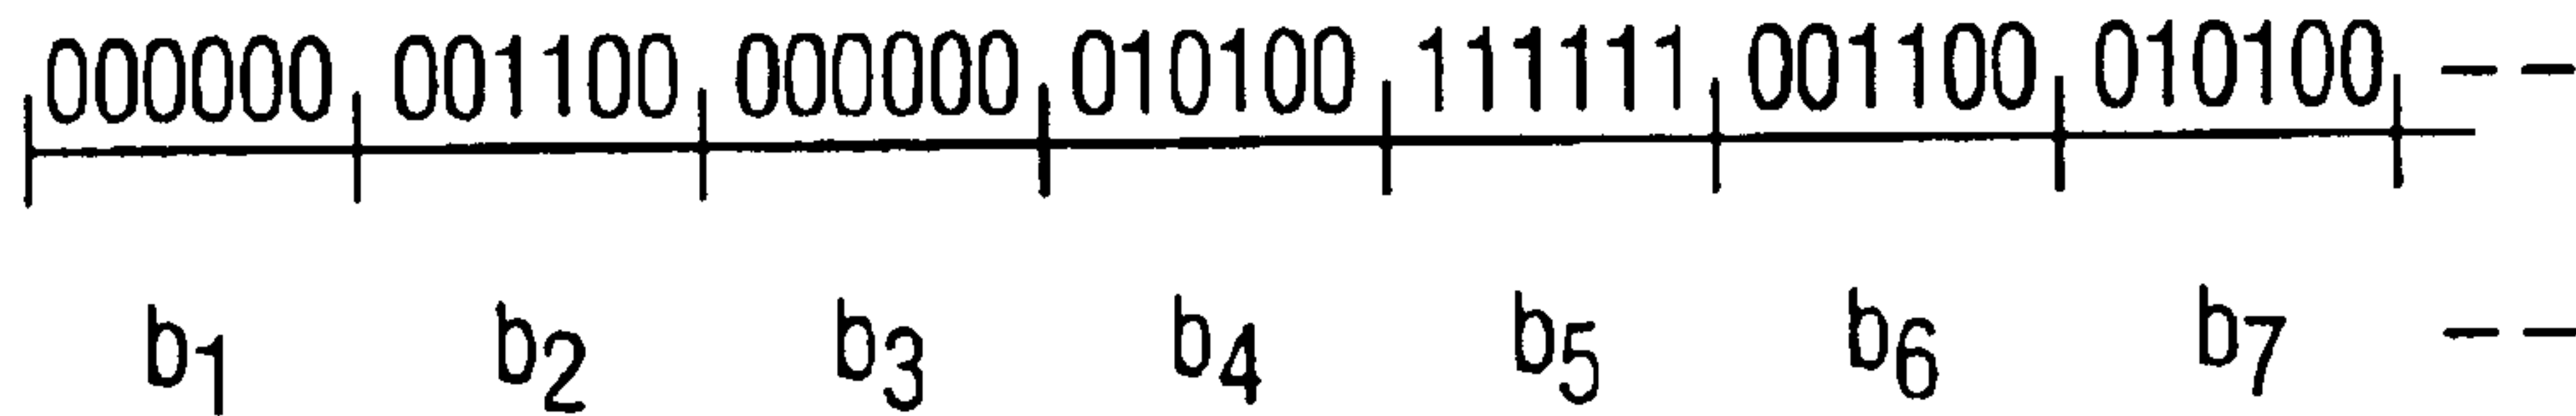 000000 001100 000000 010100 111111 001100 010100 – –
b1 b2 b3 b4 b5 b6 b7 – –